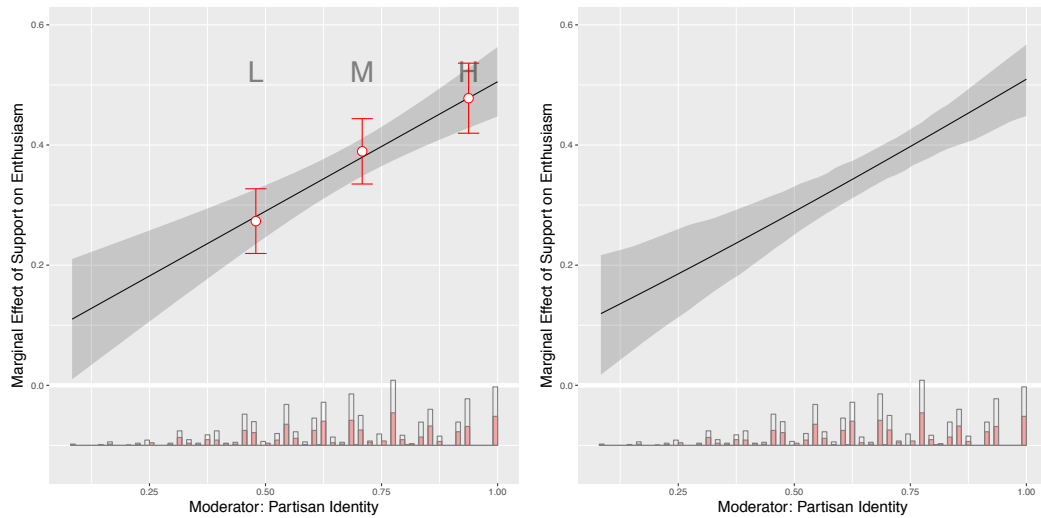 0.6
0.4
0.2
0.0
Marginal Effect of Support on Enthusiasm
L M H
0.25 0.50 0.75 1.00
Moderator: Partisan Identity
0.6
0.4
0.2
0.0
Marginal Effect of Support on Enthusiasm
0.25 0.50 0.75 1.00
Moderator: Partisan Identity